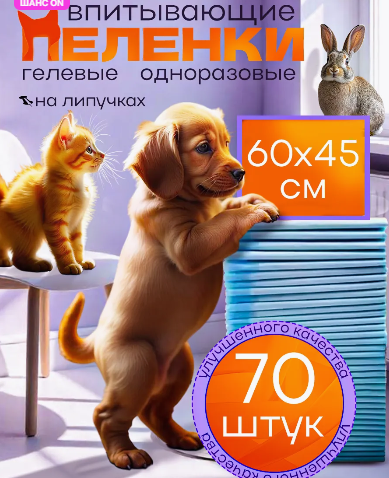 ШАНС ON
впитывающие
ПЕЛЕНКИ
гелевые одноразовые
на липучках
60x45
см
улучшенного качества
70
ШТУК
улучшенного качества